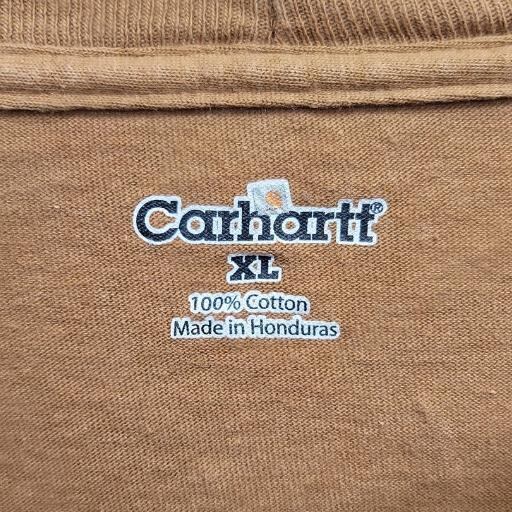 Carhartt®
XL
100% Cotton
Made in Honduras